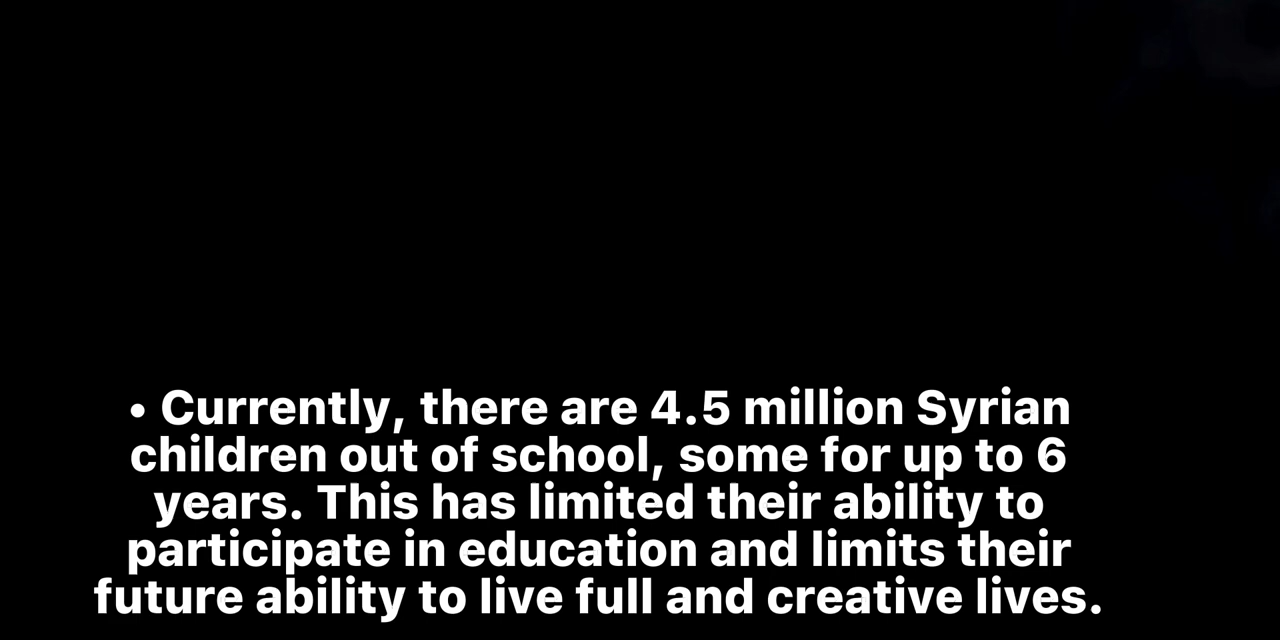 • Currently, there are 4.5 million Syrian
children out of school, some for up to 6
years. This has limited their ability to
participate in education and limits their
future ability to live full and creative lives.